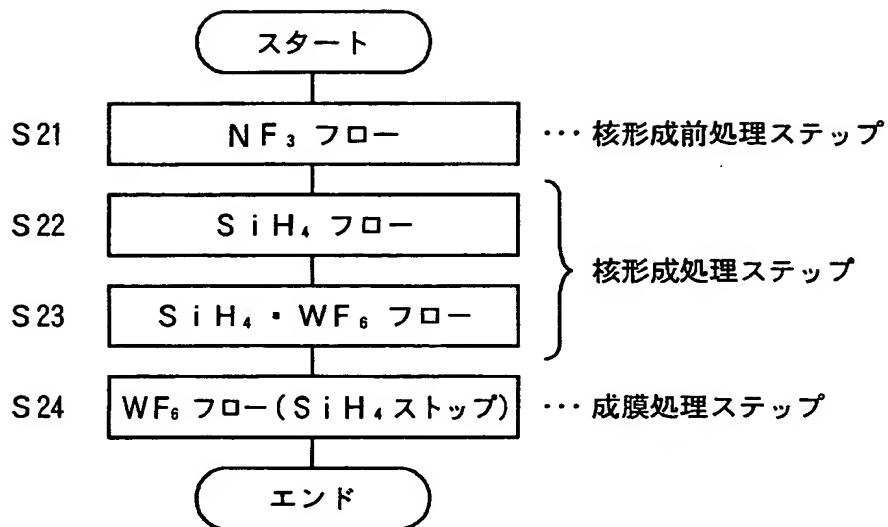 スタート
S21 NF₃ フロー … 核形成前処理ステップ
S22 SiH₄ フロー
核形成処理ステップ
S23 SiH₄・WF₆ フロー
S24 WF₆ フロー(SiH₄ストップ) … 成膜処理ステップ
エンド